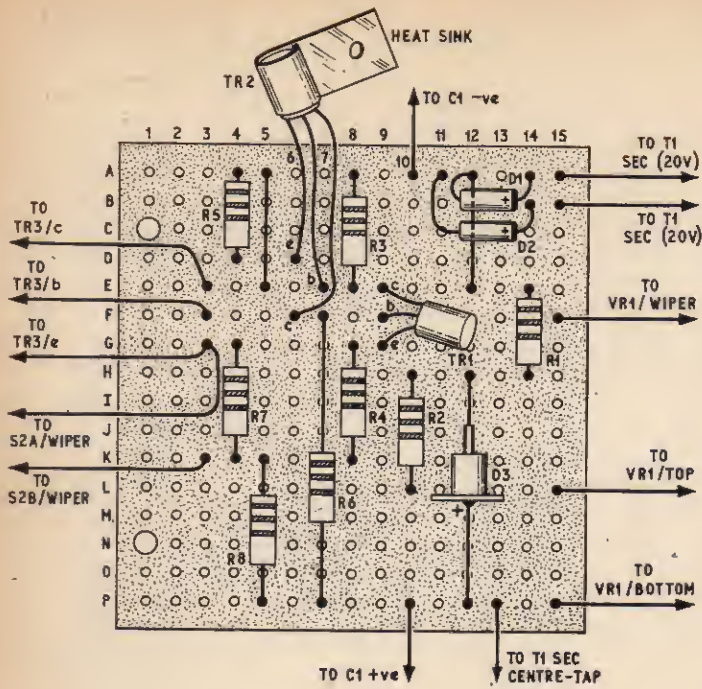 HEAT SINK
TR2
TO C1 -ve
1 2 3 4 5 6 7 8 9 10 11 12 13 14 15
A
B
C
D
E
F
G
H
I
J
K
L
M
N
O
P
TO
TR3/c
TO
TR3/b
TO
TR3/e
TO
S2A/WIPER
TO
S2B/WIPER
R5
e
b
c
R3
D1
+
D2
+
TO T1
SEC (20V)
TO T1
SEC (20V)
TO
VR1/WIPER
c
b
e
TR1
R1
R7
R4
R2
D3
+
R6
R8
TO
VR1/TOP
TO
VR1/BOTTOM
TO C1 +ve
TO T1 SEC
CENTRE-TAP